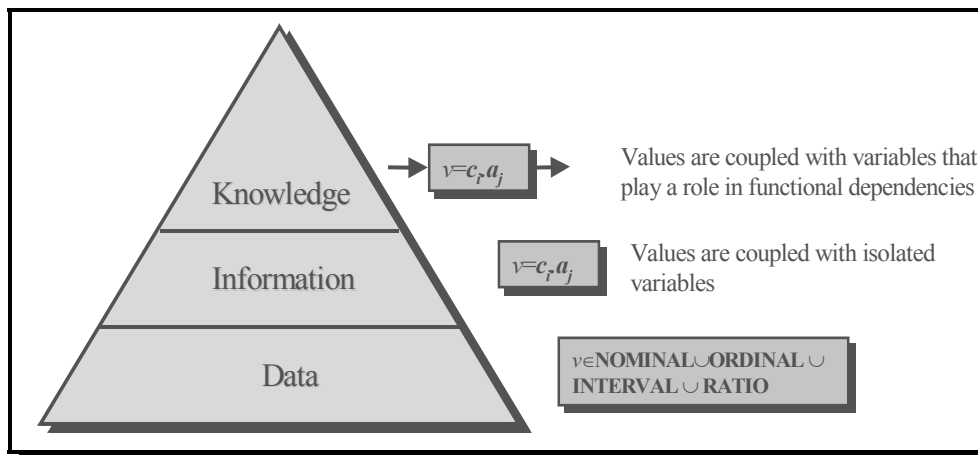 Knowledge
v=cᵢ.aⱼ
Values are coupled with variables that
play a role in functional dependencies
Information
v=cᵢ.aⱼ
Values are coupled with isolated
variables
Data
v∈NOMINAL∪ORDINAL ∪
INTERVAL ∪ RATIO